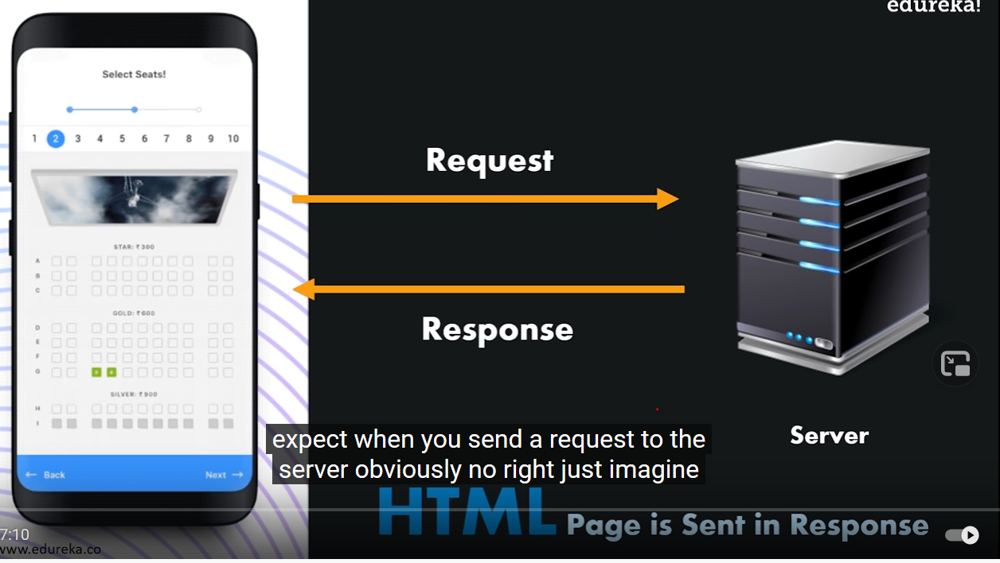 edureka!
Select Seats!
1 2 3 4 5 6 7 8 9 10
STAR: ₹300
A
B
C
GOLD: ₹600
D
E
F
G
SILVER: ₹900
H
I
← Back
Next →
Request
Response
Server
expect when you send a request to the
server obviously no right just imagine
HTML Page is Sent in Response
7:10
www.edureka.co